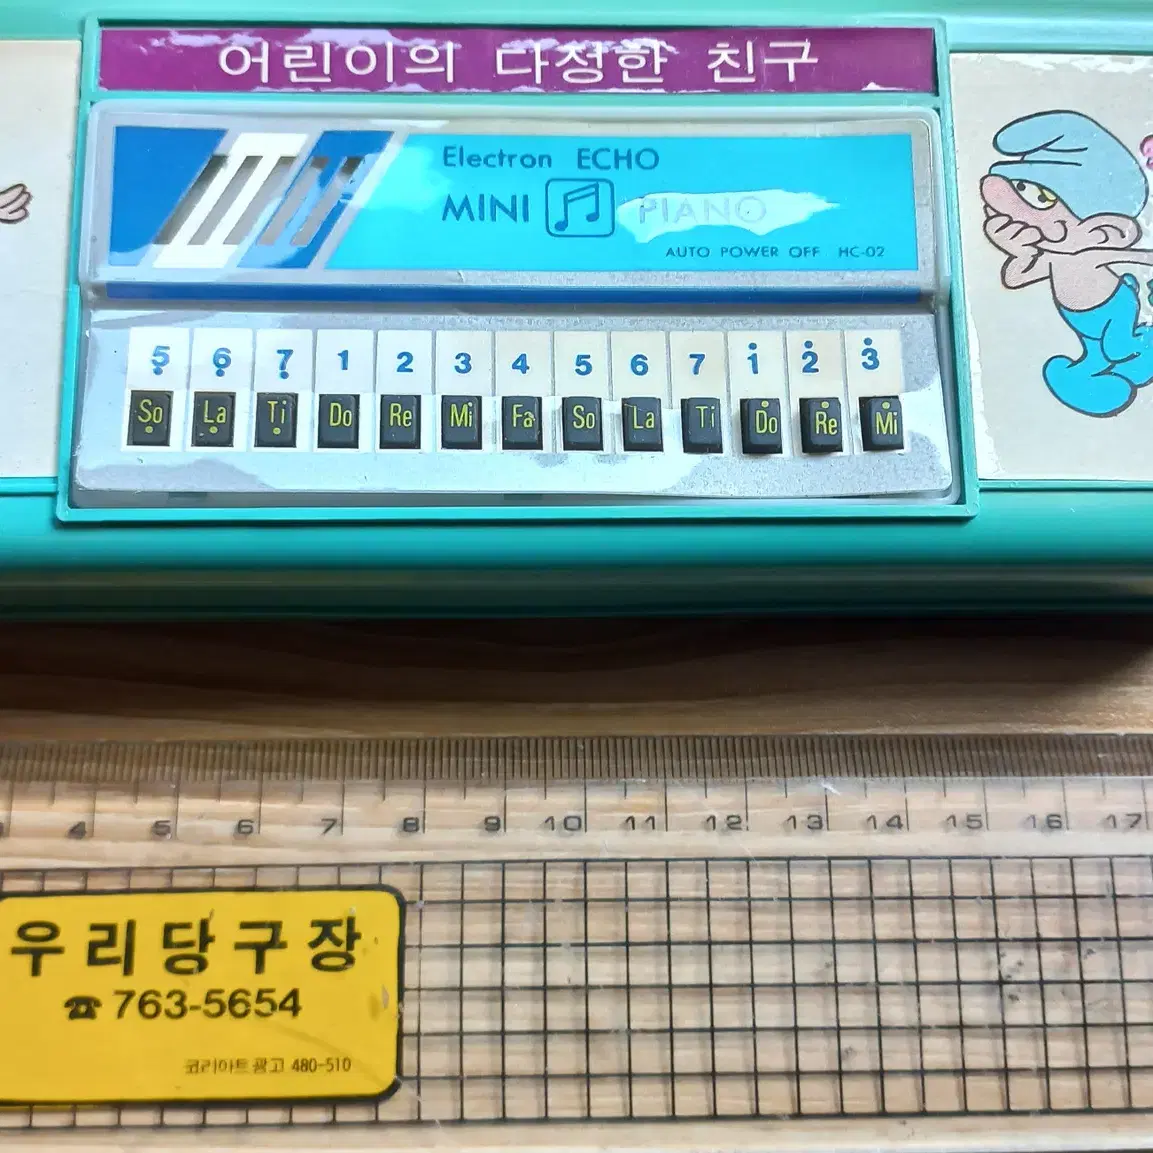 어린이의 다정한 친구
Electron ECHO
MINI PIANO
AUTO POWER OFF HC-02
5 6 7 1 2 3 4 5 6 7 1 2 3
So La Ti Do Re Mi Fa So La Ti Do Re Mi
3 4 5 6 7 8 9 10 11 12 13 14 15 16 17
우리당구장
☎ 763-5654
코리아트광고 480-510